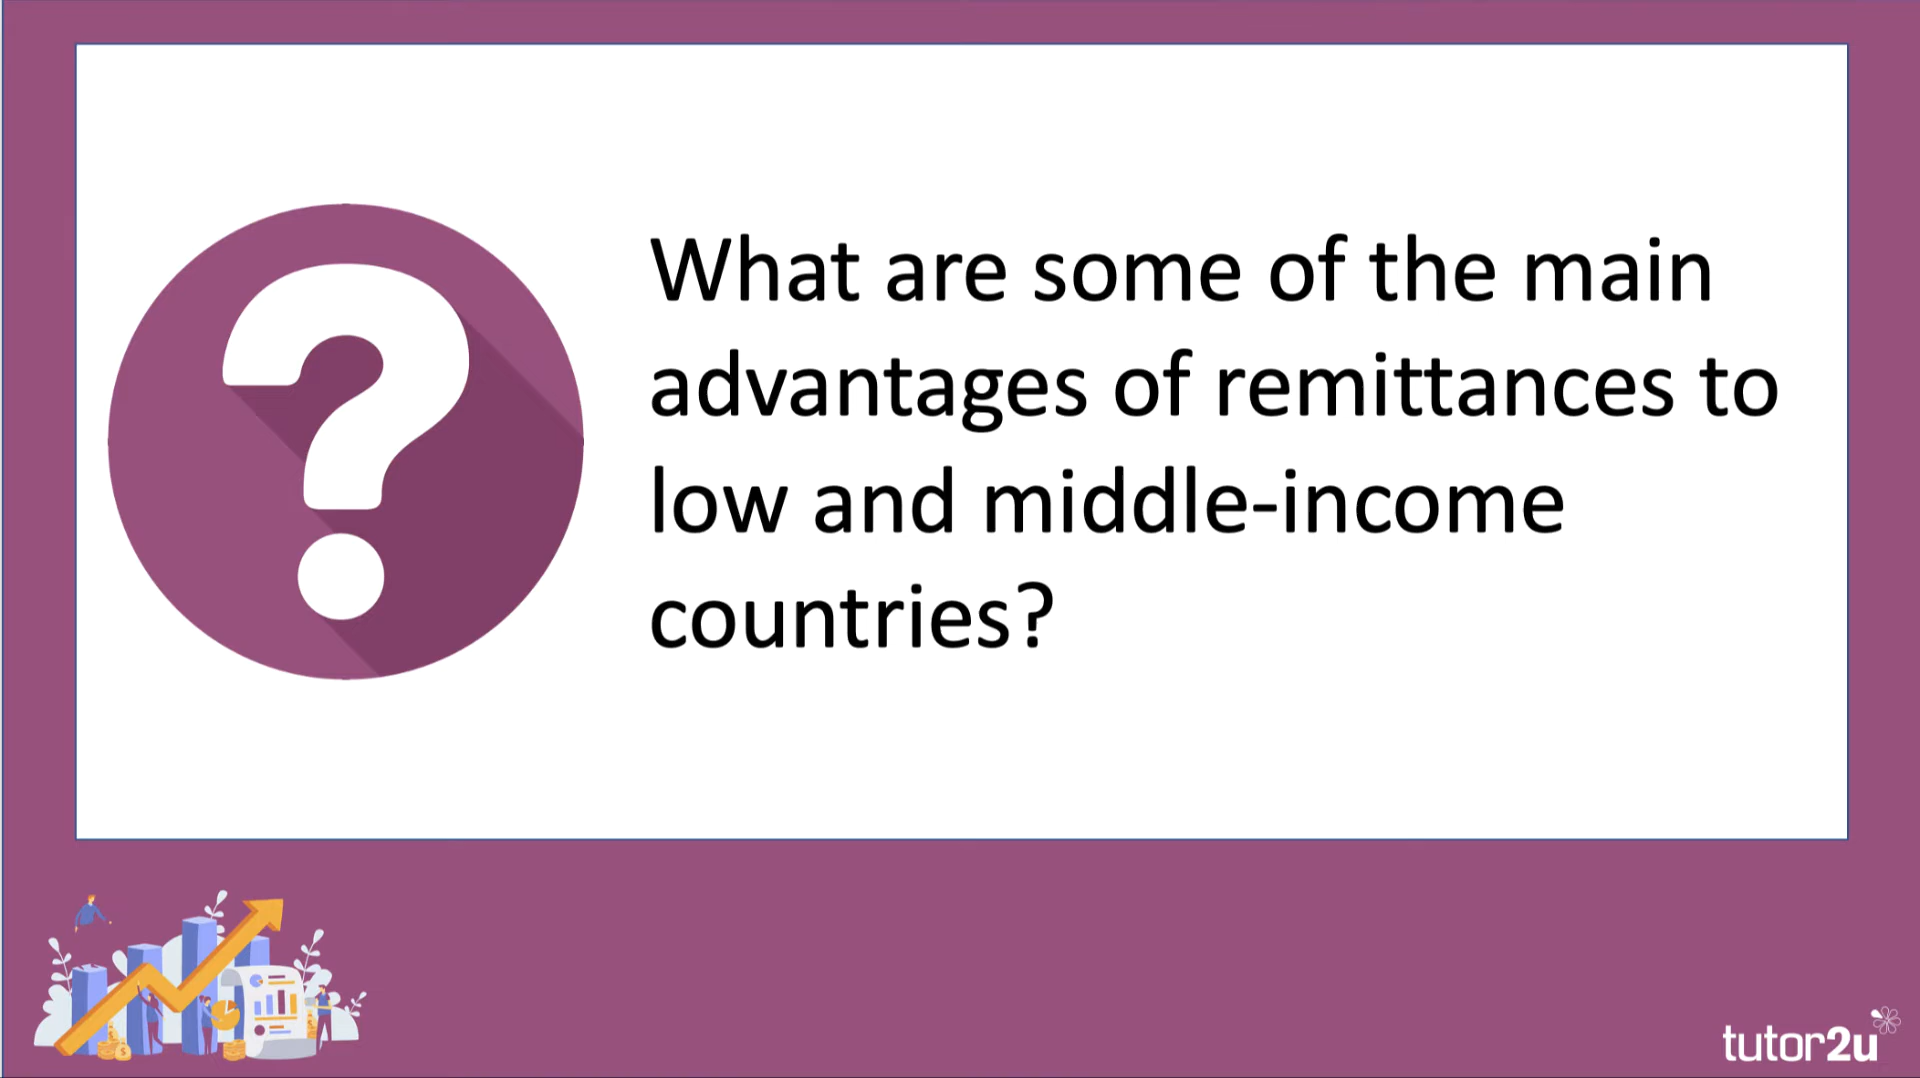 What are some of the main
advantages of remittances to
low and middle-income
countries?
tutor2u